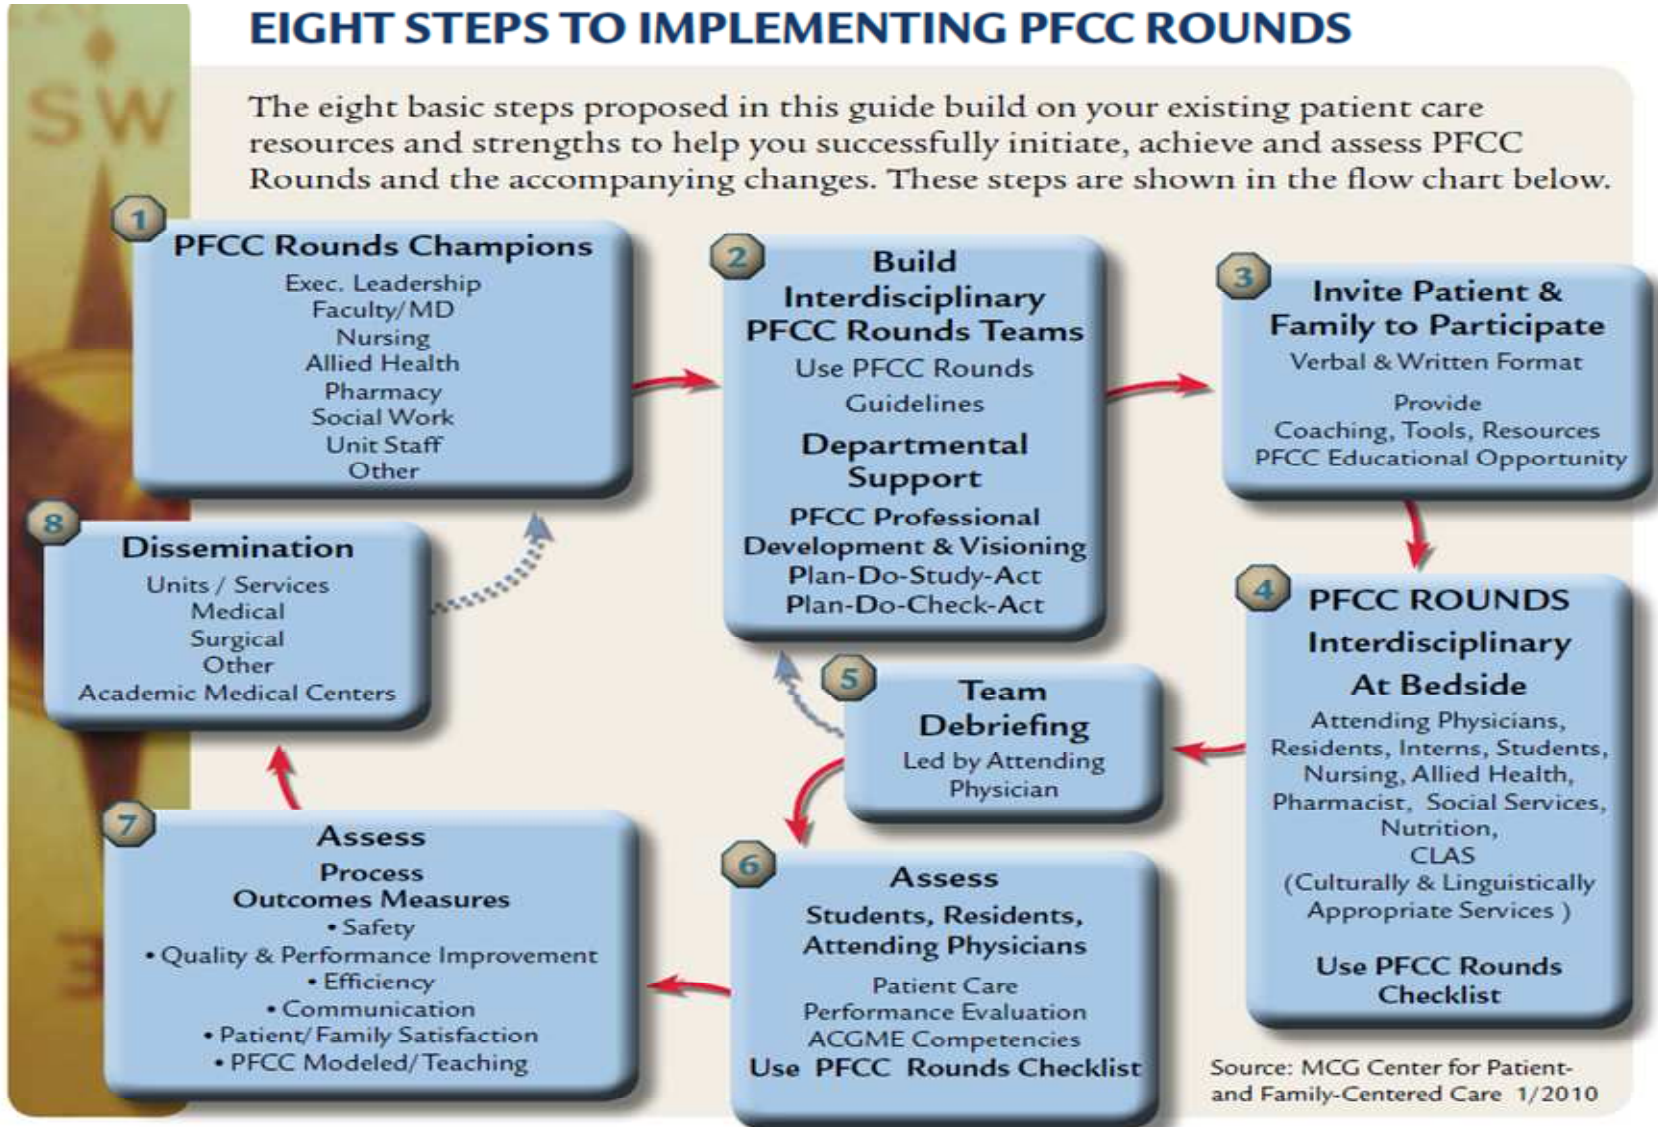 EIGHT STEPS TO IMPLEMENTING PFCC ROUNDS
The eight basic steps proposed in this guide build on your existing patient care
resources and strengths to help you successfully initiate, achieve and assess PFCC
Rounds and the accompanying changes. These steps are shown in the flow chart below.
SW
E
1
PFCC Rounds Champions
Exec. Leadership
Faculty/MD
Nursing
Allied Health
Pharmacy
Social Work
Unit Staff
Other
2
Build
Interdisciplinary
PFCC Rounds Teams
Use PFCC Rounds
Guidelines
Departmental
Support
PFCC Professional
Development & Visioning
Plan-Do-Study-Act
Plan-Do-Check-Act
3
Invite Patient &
Family to Participate
Verbal & Written Format
Provide
Coaching, Tools, Resources
PFCC Educational Opportunity
4
PFCC ROUNDS
Interdisciplinary
At Bedside
Attending Physicians,
Residents, Interns, Students,
Nursing, Allied Health,
Pharmacist, Social Services,
Nutrition,
CLAS
(Culturally & Linguistically
Appropriate Services )
Use PFCC Rounds
Checklist
5
Team
Debriefing
Led by Attending
Physician
6
Assess
Students, Residents,
Attending Physicians
Patient Care
Performance Evaluation
ACGME Competencies
Use PFCC Rounds Checklist
7
Assess
Process
Outcomes Measures
• Safety
• Quality & Performance Improvement
• Efficiency
• Communication
• Patient/Family Satisfaction
• PFCC Modeled/Teaching
8
Dissemination
Units / Services
Medical
Surgical
Other
Academic Medical Centers
Source: MCG Center for Patient-
and Family-Centered Care 1/2010